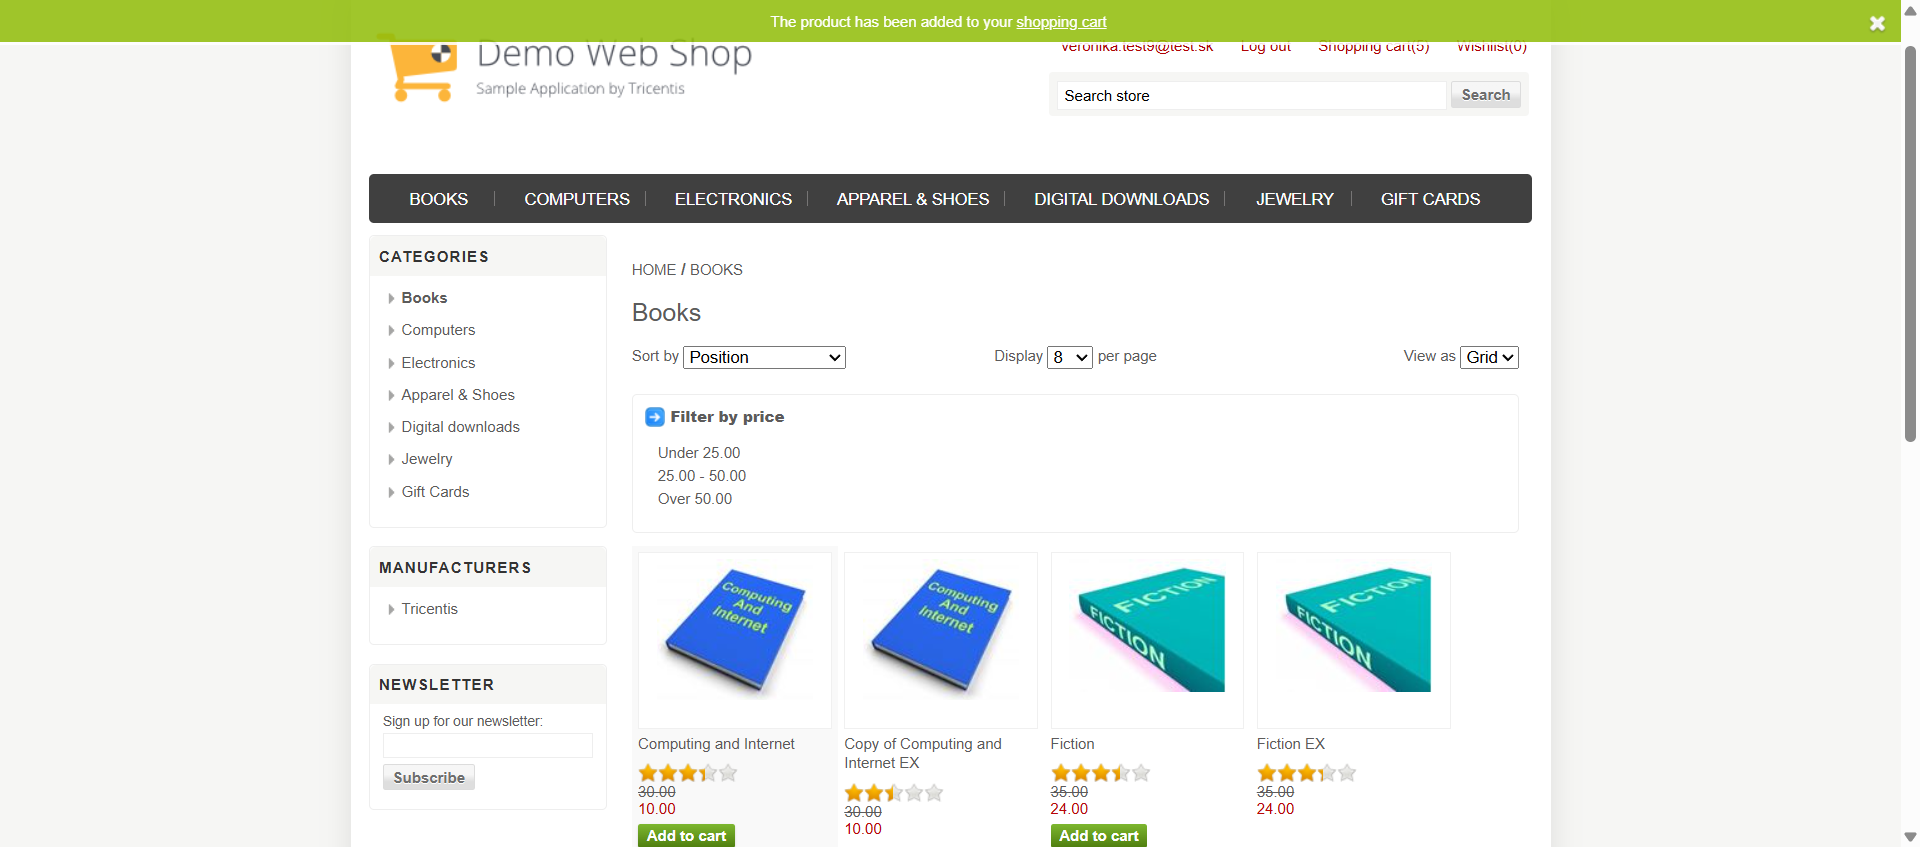 The product has been added to your shopping cart
Demo Web Shop
Sample Application by Tricentis
veronika.test9@test.sk Log out Shopping cart(5) Wishlist(0)
Search store Search
BOOKS COMPUTERS ELECTRONICS APPAREL & SHOES DIGITAL DOWNLOADS JEWELRY GIFT CARDS
CATEGORIES
Books
Computers
Electronics
Apparel & Shoes
Digital downloads
Jewelry
Gift Cards
MANUFACTURERS
Tricentis
NEWSLETTER
Sign up for our newsletter:
Subscribe
HOME / BOOKS
Books
Sort by Position Display 8 per page View as Grid
Filter by price
Under 25.00
25.00 - 50.00
Over 50.00
Computing
And
Internet
Computing and Internet
30.00
10.00
Add to cart
Computing
And
Internet
Copy of Computing and
Internet EX
30.00
10.00
FICTION
FICTION
Fiction
35.00
24.00
Add to cart
FICTION
FICTION
Fiction EX
35.00
24.00